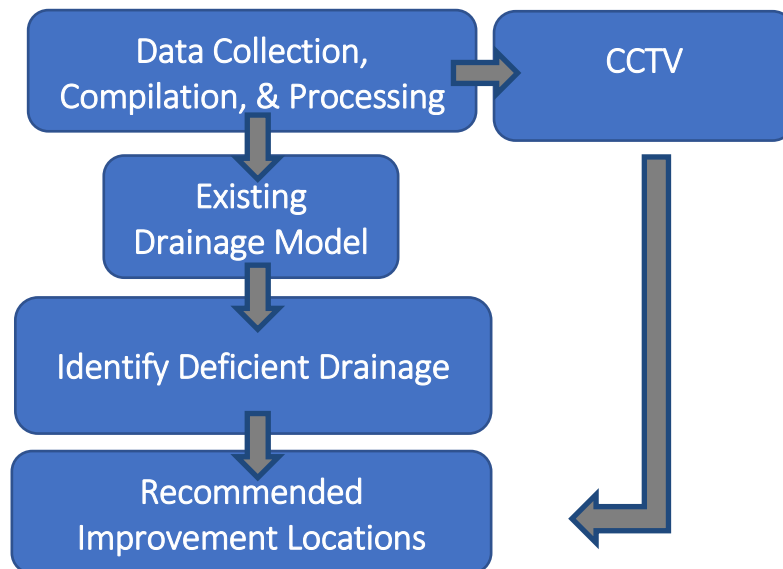 Data Collection,
Compilation, & Processing
CCTV
Existing
Drainage Model
Identify Deficient Drainage
Recommended
Improvement Locations